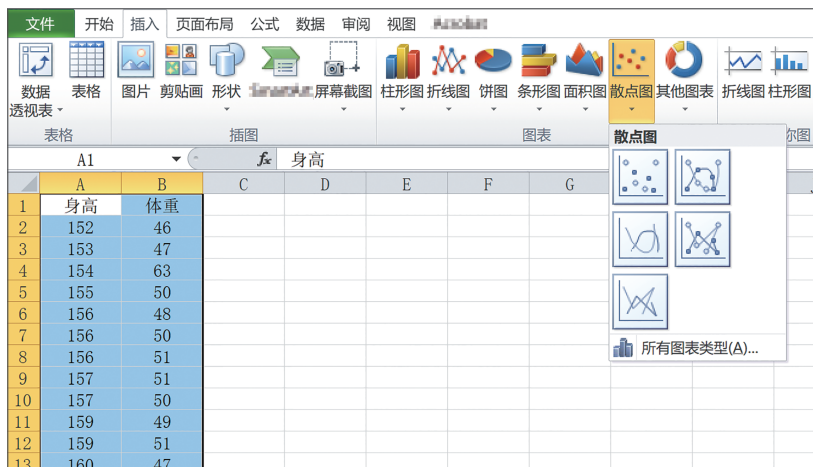 文件 开始 插入 页面布局 公式 数据 审阅 视图
数据透视表 表格 图片 剪贴画 形状 屏幕截图 柱形图 折线图 饼图 条形图 面积图 散点图 其他图表 折线图 柱形图
表格 插图 图表 你图
散点图
A1 fx 身高
A B C D E F G
1 身高 体重
2 152 46
3 153 47
4 154 63
5 155 50
6 156 48
7 156 50
8 156 51
9 157 51
10 157 50
11 159 49
12 159 51
13 160 47
所有图表类型(A)...